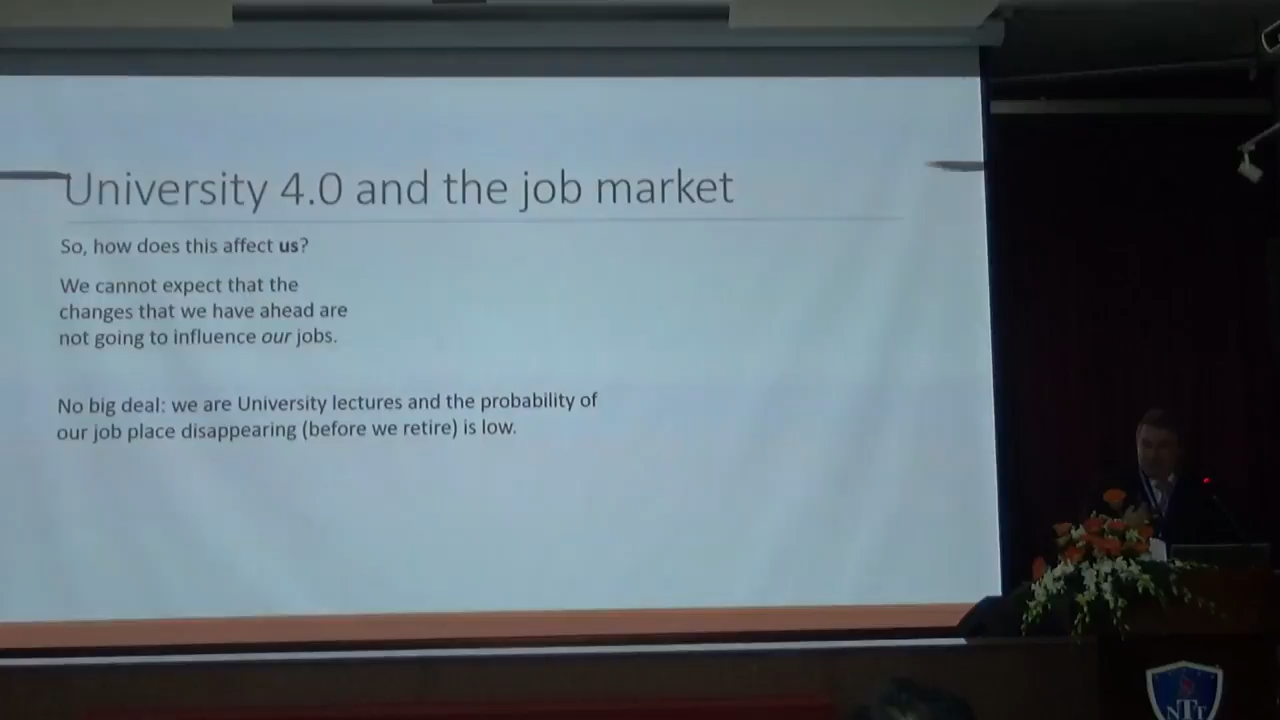 University 4.0 and the job market
So, how does this affect us?
We cannot expect that the
changes that we have ahead are
not going to influence our jobs.
No big deal: we are University lectures and the probability of
our job place disappearing (before we retire) is low.
NTT